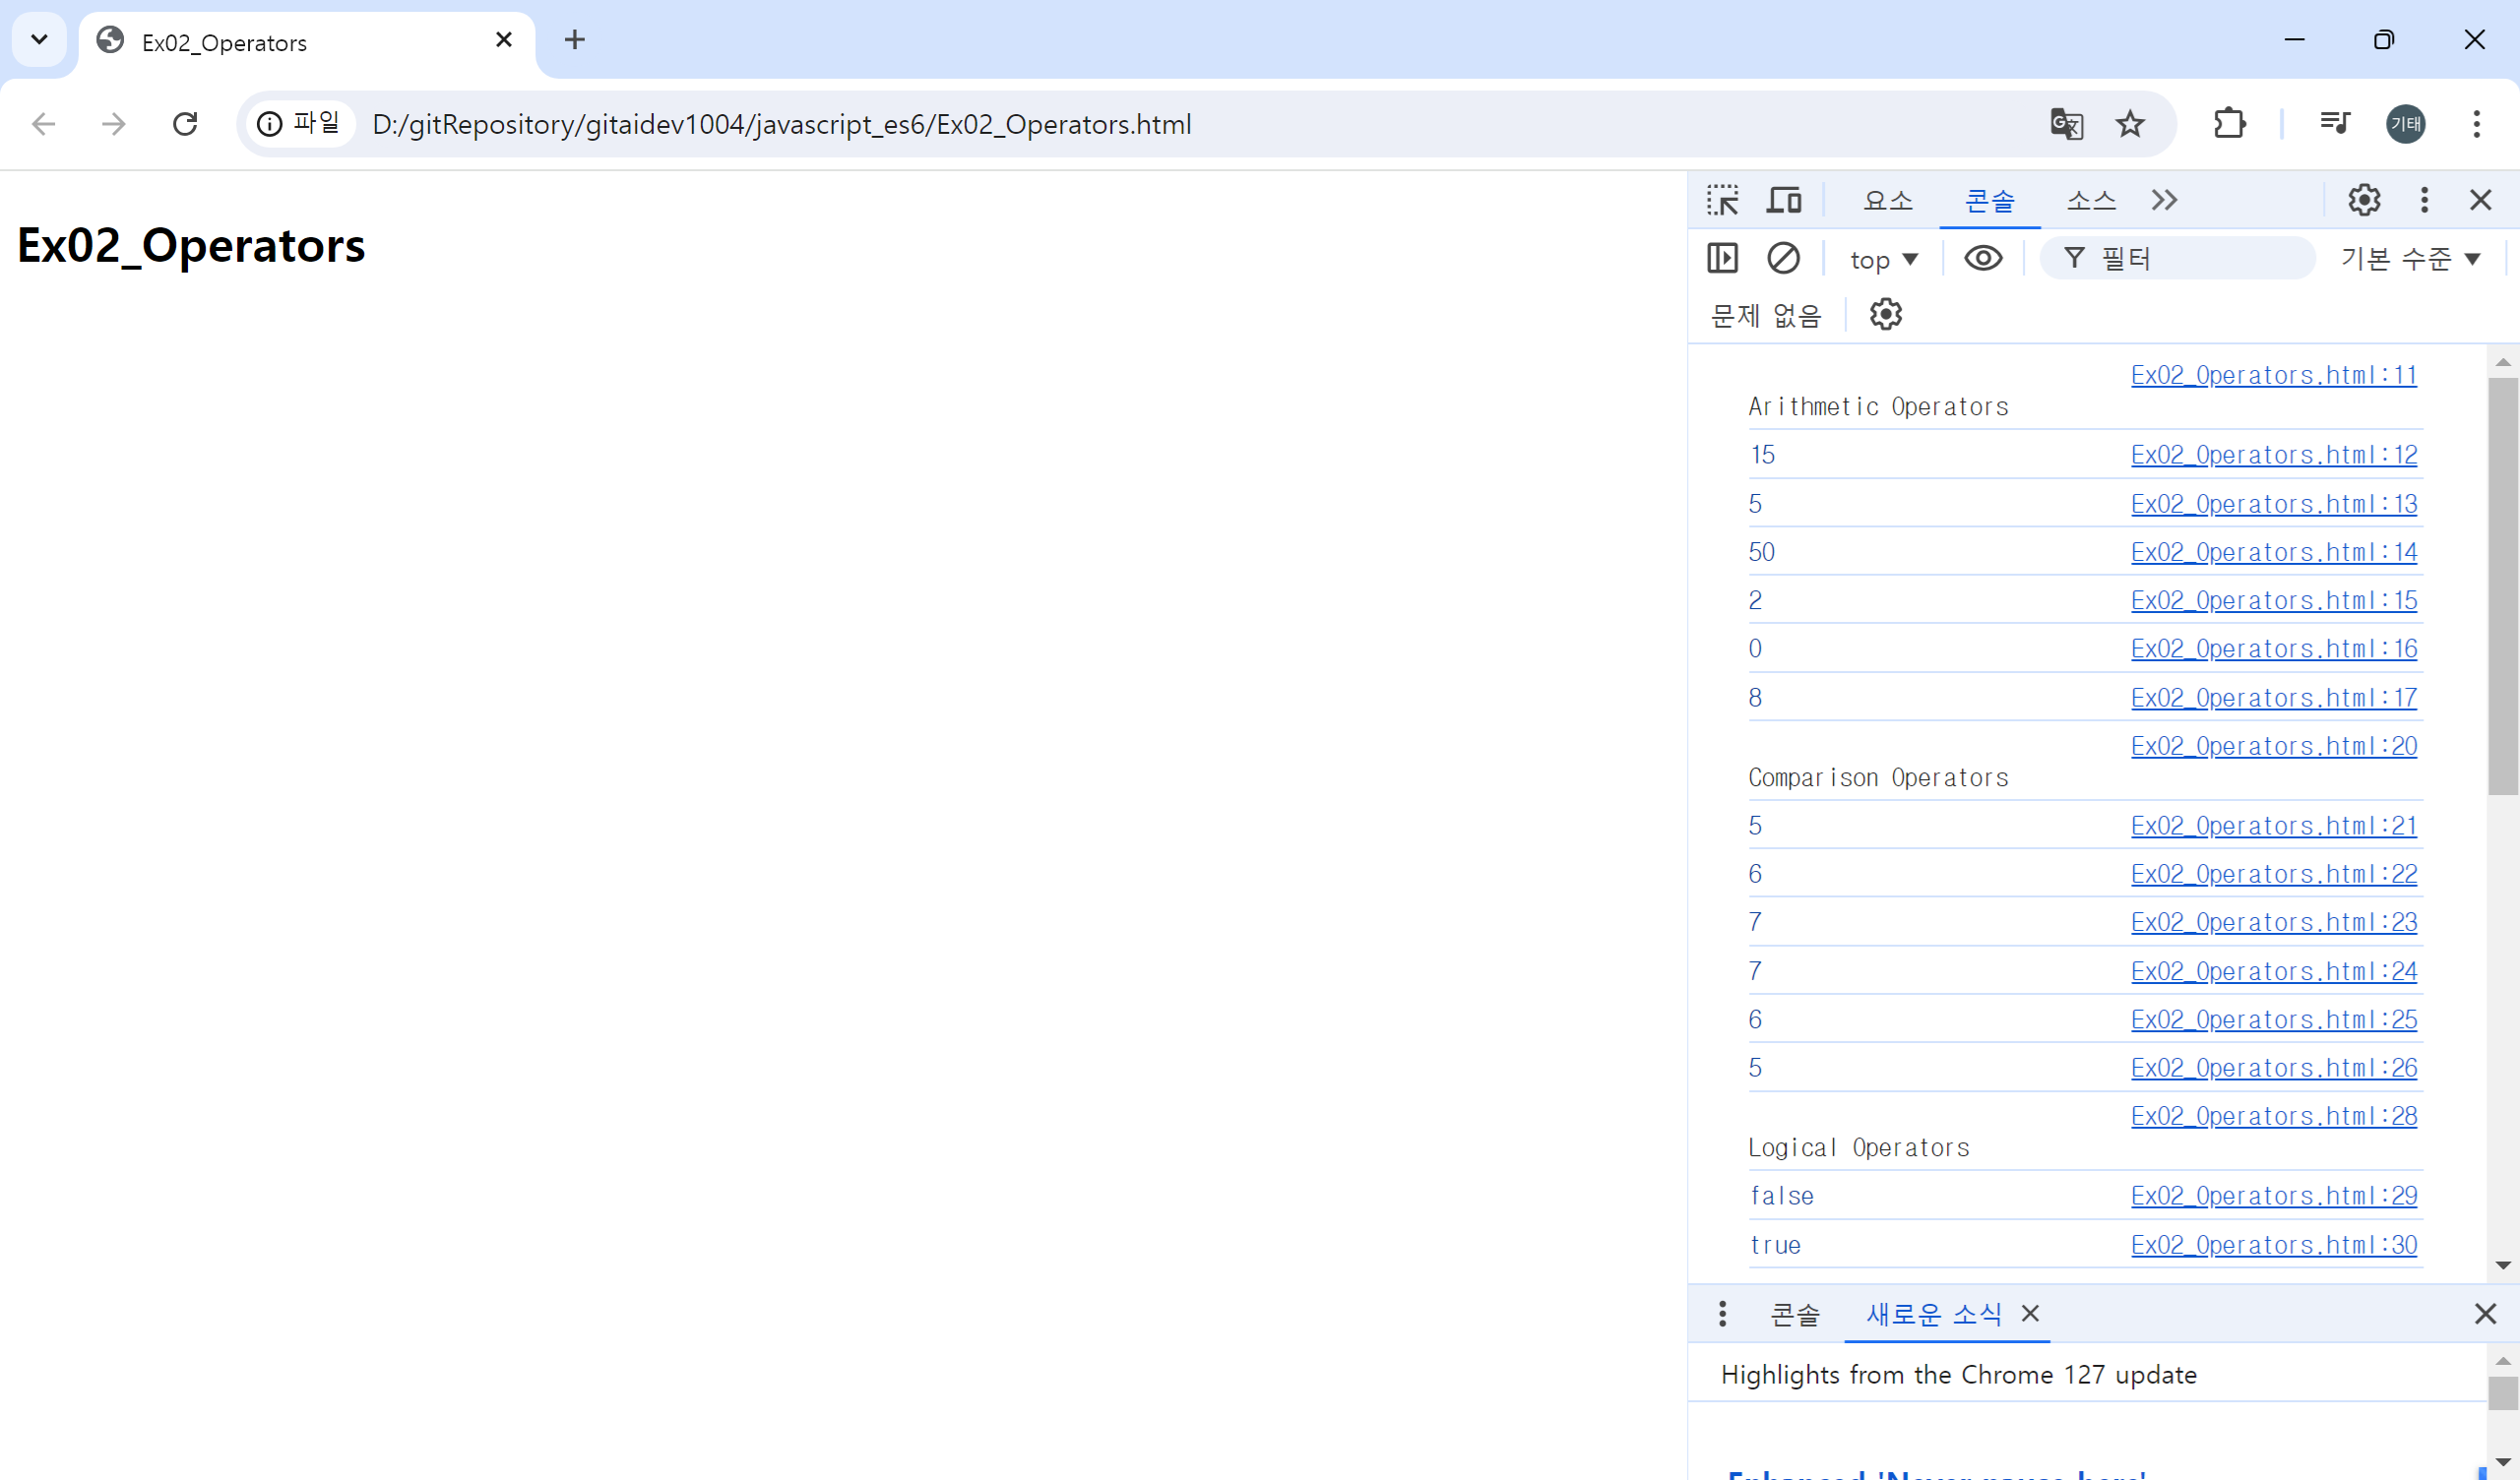 Ex02_Operators
파일 D:/gitRepository/gitaidev1004/javascript_es6/Ex02_Operators.html 기태
Ex02_Operators
요소 콘솔 소스
top 필터 기본 수준
문제 없음
Ex02_Operators.html:11
Arithmetic Operators
15 Ex02_Operators.html:12
5 Ex02_Operators.html:13
50 Ex02_Operators.html:14
2 Ex02_Operators.html:15
0 Ex02_Operators.html:16
8 Ex02_Operators.html:17
Ex02_Operators.html:20
Comparison Operators
5 Ex02_Operators.html:21
6 Ex02_Operators.html:22
7 Ex02_Operators.html:23
7 Ex02_Operators.html:24
6 Ex02_Operators.html:25
5 Ex02_Operators.html:26
Ex02_Operators.html:28
Logical Operators
false Ex02_Operators.html:29
true Ex02_Operators.html:30
콘솔 새로운 소식
Highlights from the Chrome 127 update
Enhanced 'Never pause here'